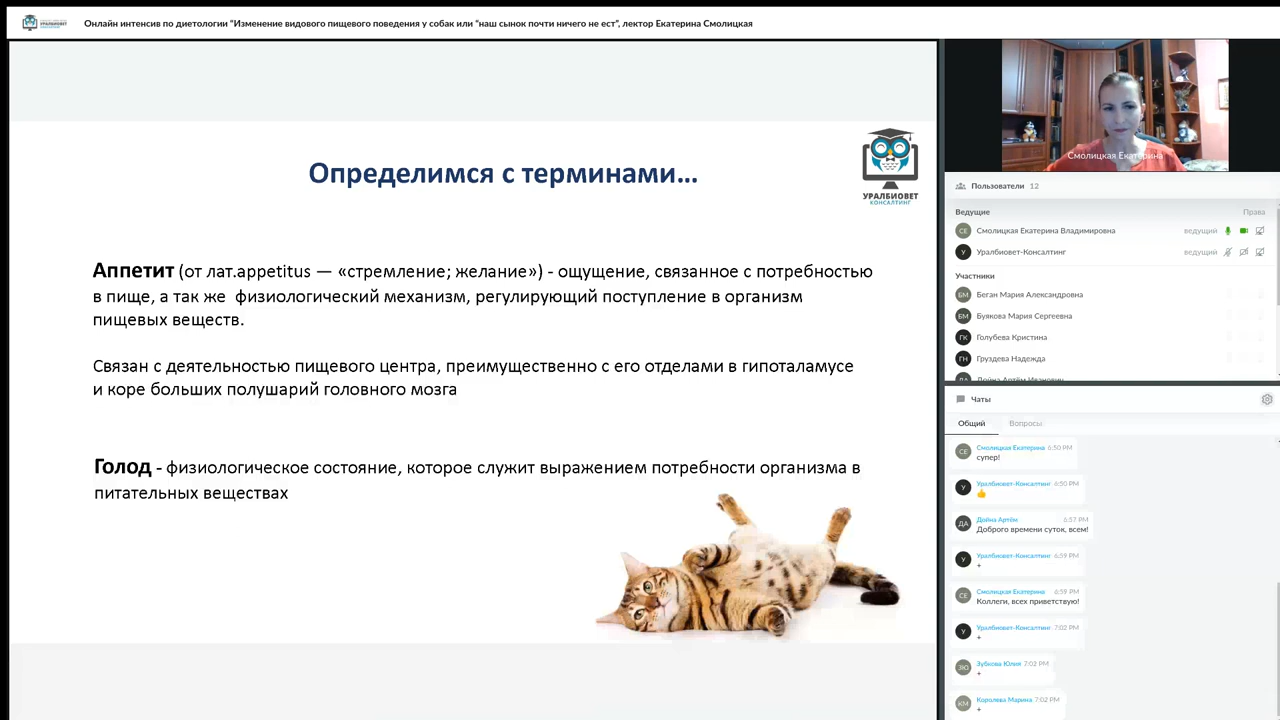 УРАЛБИОВЕТ
Онлайн интенсив по диетологии "Изменение видового пищевого поведения у собак или "наш сынок почти ничего не ест", лектор Екатерина Смолицкая
Определимся с терминами...
УРАЛБИОВЕТ
КОНСАЛТИНГ
Аппетит (от лат.appetitus — «стремление; желание») - ощущение, связанное с потребностью
в пище, а так же физиологический механизм, регулирующий поступление в организм
пищевых веществ.
Связан с деятельностью пищевого центра, преимущественно с его отделами в гипоталамусе
и коре больших полушарий головного мозга
Голод - физиологическое состояние, которое служит выражением потребности организма в
питательных веществах
Смолицкая Екатерина
Пользователи 12
Ведущие Права
СЕ Смолицкая Екатерина Владимировна ведущий
У Уралбиовет-Консалтинг ведущий
Участники
БМ Беган Мария Александровна
БМ Буякова Мария Сергеевна
ГК Голубева Кристина
ГН Груздева Надежда
ДА Дойна Артём Иванович
Чаты
Общий Вопросы
СЕ Смолицкая Екатерина 6:50 PM
супер!
У Уралбиовет-Консалтинг 6:50 PM
👍
ДА Дойна Артём 6:57 PM
Доброго времени суток, всем!
У Уралбиовет-Консалтинг 6:59 PM
+
СЕ Смолицкая Екатерина 6:59 PM
Коллеги, всех приветствую!
У Уралбиовет-Консалтинг 7:02 PM
+
ЗЮ Зубкова Юлия 7:02 PM
+
КМ Королева Марина 7:02 PM
+